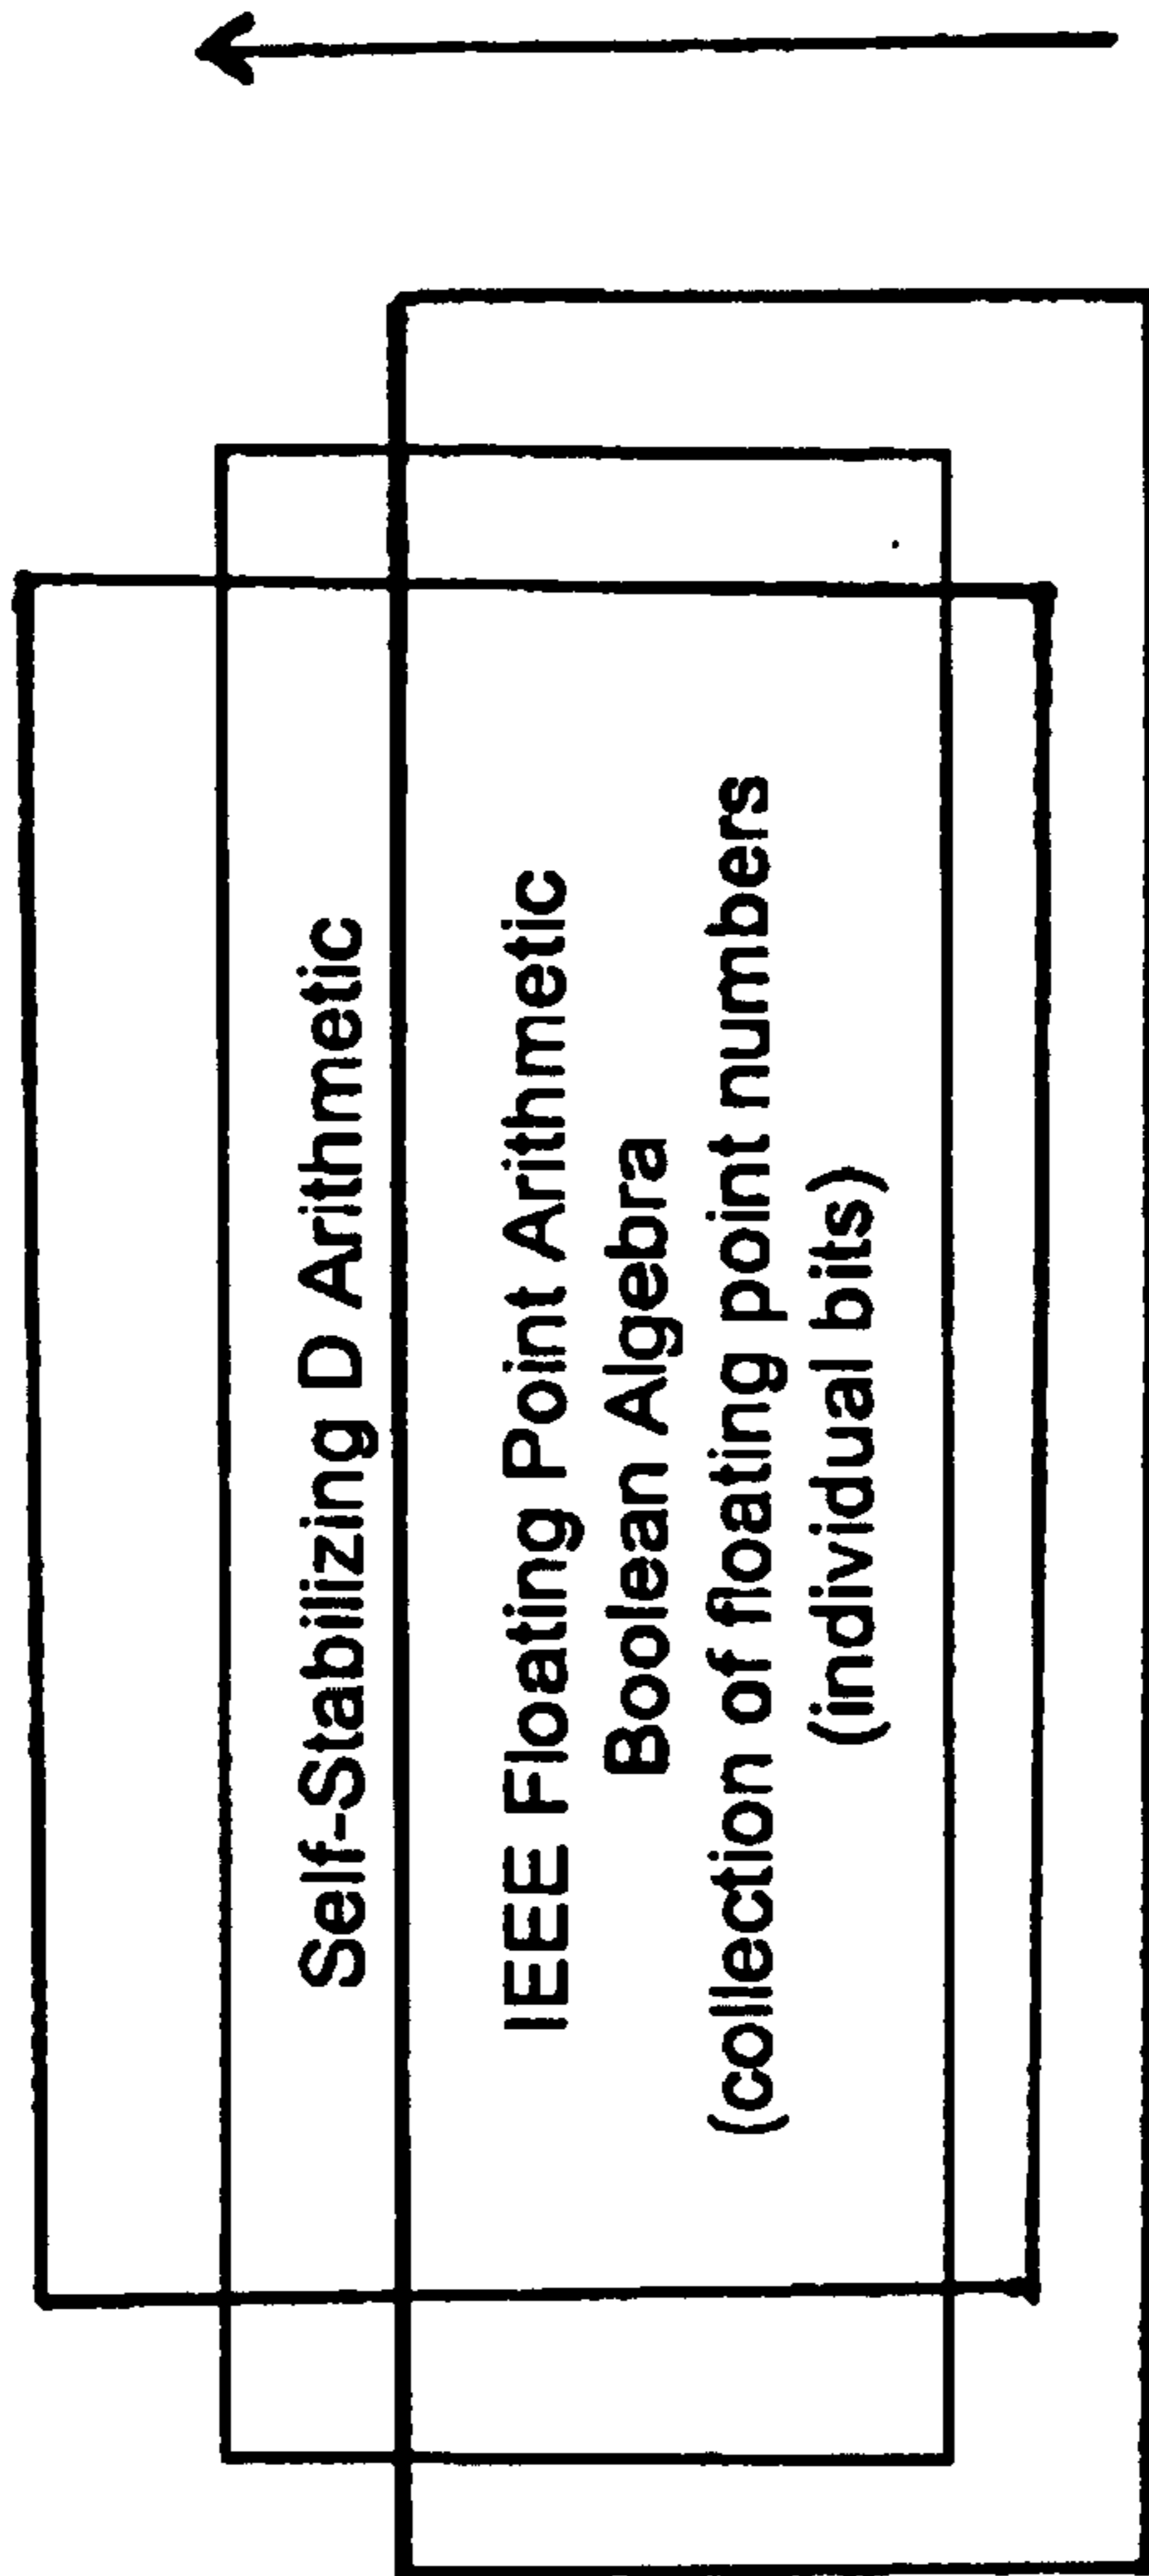 Self-Stabilizing D Arithmetic
IEEE Floating Point Arithmetic
Boolean Algebra
(collection of floating point numbers
(individual bits)